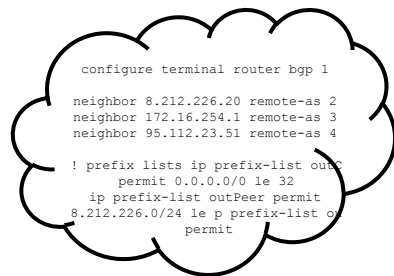 configure terminal router bgp 1
neighbor 8.212.226.20 remote-as 2
neighbor 172.16.254.1 remote-as 3
neighbor 95.112.23.51 remote-as 4
! prefix lists ip prefix-list
permit 0.0.0.0/0 le 32
ip prefix-list outPeer permit
8.212.226.0/24 le p prefix-list
permit